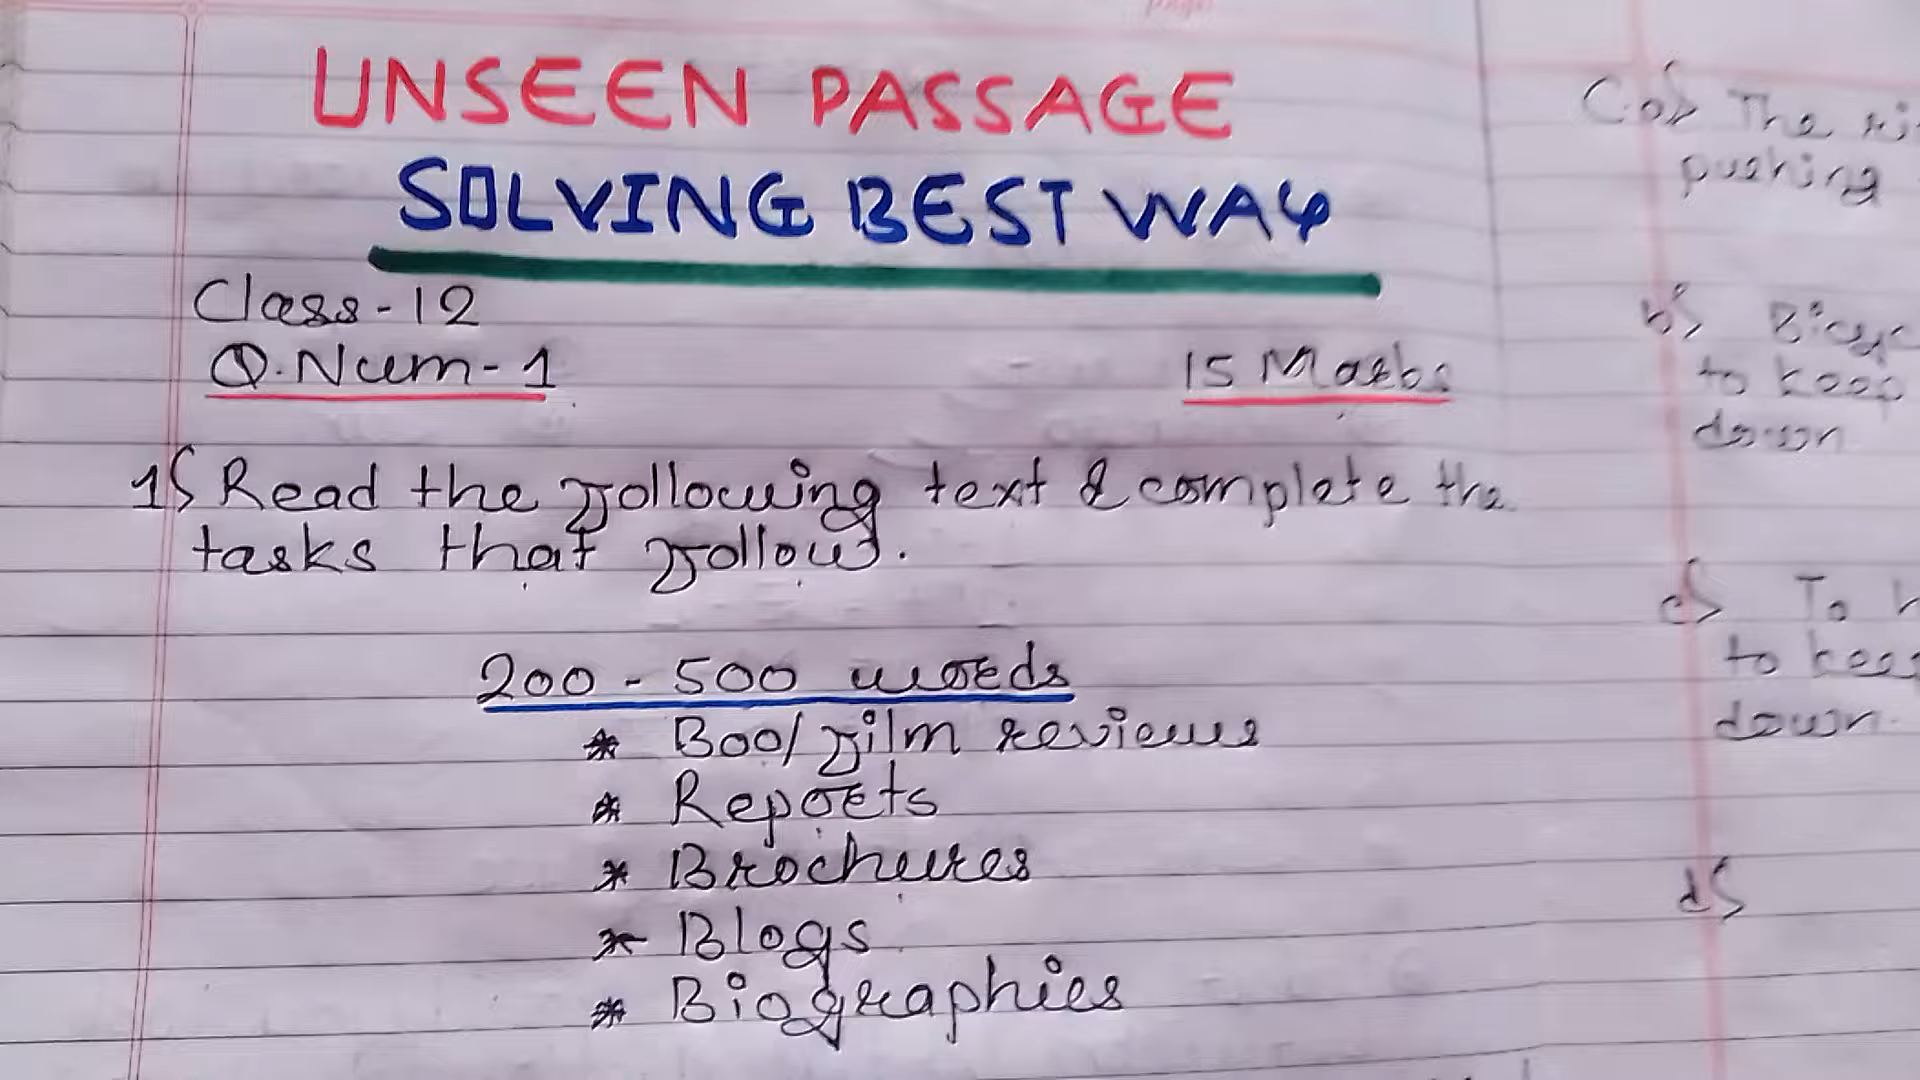 UNSEEN PASSAGE
SOLVING BEST WAY
Class-12
Q.Num-1
15 Marks
1) Read the following text & complete the
tasks that follow.
200 - 500 words
* Boo/film reviews
* Reports
* Brochures
* Blogs
* Biographies
The
pushing
b)
to keep
down
c) To
to keep
down.
d)